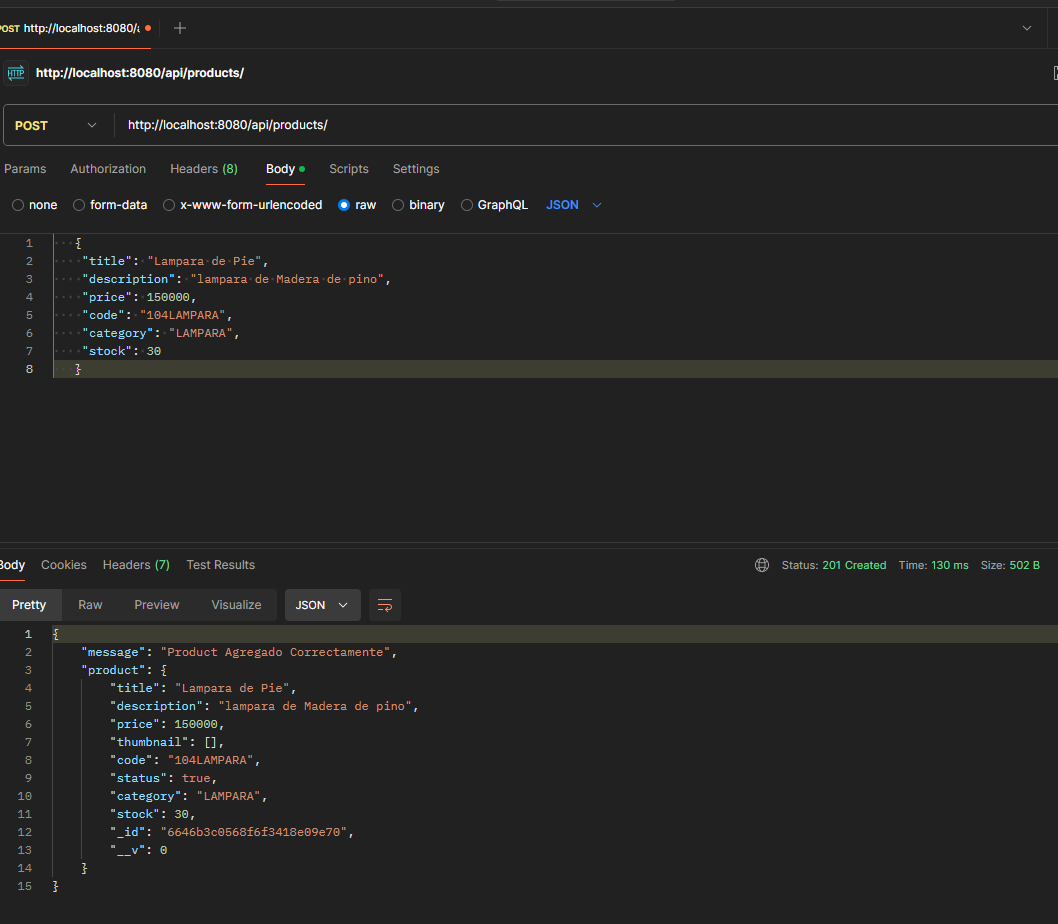 POST http://localhost:8080/a
HTTP http://localhost:8080/api/products/
POST http://localhost:8080/api/products/
Params Authorization Headers (8) Body Scripts Settings
none form-data x-www-form-urlencoded raw binary GraphQL JSON
1 {
2 "title": "Lampara de Pie",
3 "description": "lampara de Madera de pino",
4 "price": 150000,
5 "code": "104LAMPARA",
6 "category": "LAMPARA",
7 "stock": 30
8 }
Body Cookies Headers (7) Test Results Status: 201 Created Time: 130 ms Size: 502 B
Pretty Raw Preview Visualize JSON
1 {
2 "message": "Product Agregado Correctamente",
3 "product": {
4 "title": "Lampara de Pie",
5 "description": "lampara de Madera de pino",
6 "price": 150000,
7 "thumbnail": [],
8 "code": "104LAMPARA",
9 "status": true,
10 "category": "LAMPARA",
11 "stock": 30,
12 "_id": "6646b3c0568f6f3418e09e70",
13 "__v": 0
14 }
15 }